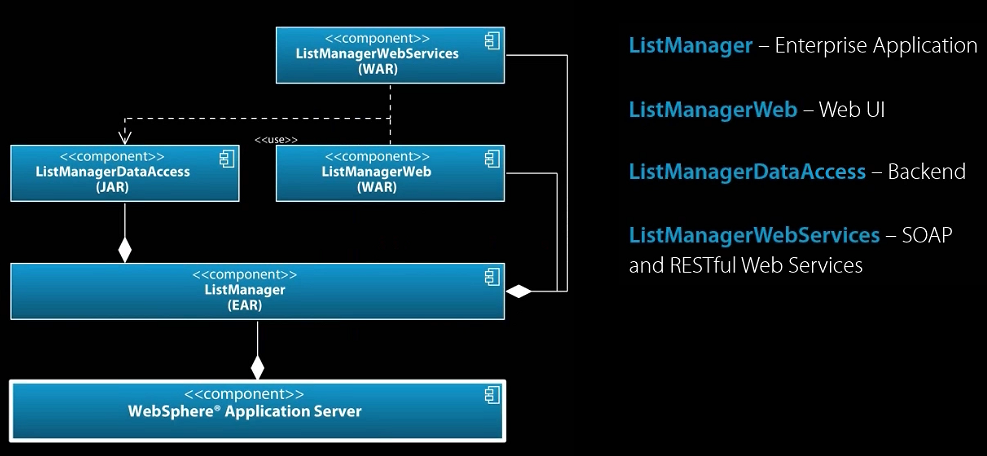 <<component>>
ListManagerWebServices
(WAR)
<<use>>
<<component>>
ListManagerDataAccess
(JAR)
<<component>>
ListManagerWeb
(WAR)
<<component>>
ListManager
(EAR)
<<component>>
WebSphere® Application Server
ListManager – Enterprise Application
ListManagerWeb – Web UI
ListManagerDataAccess – Backend
ListManagerWebServices – SOAP
and RESTful Web Services